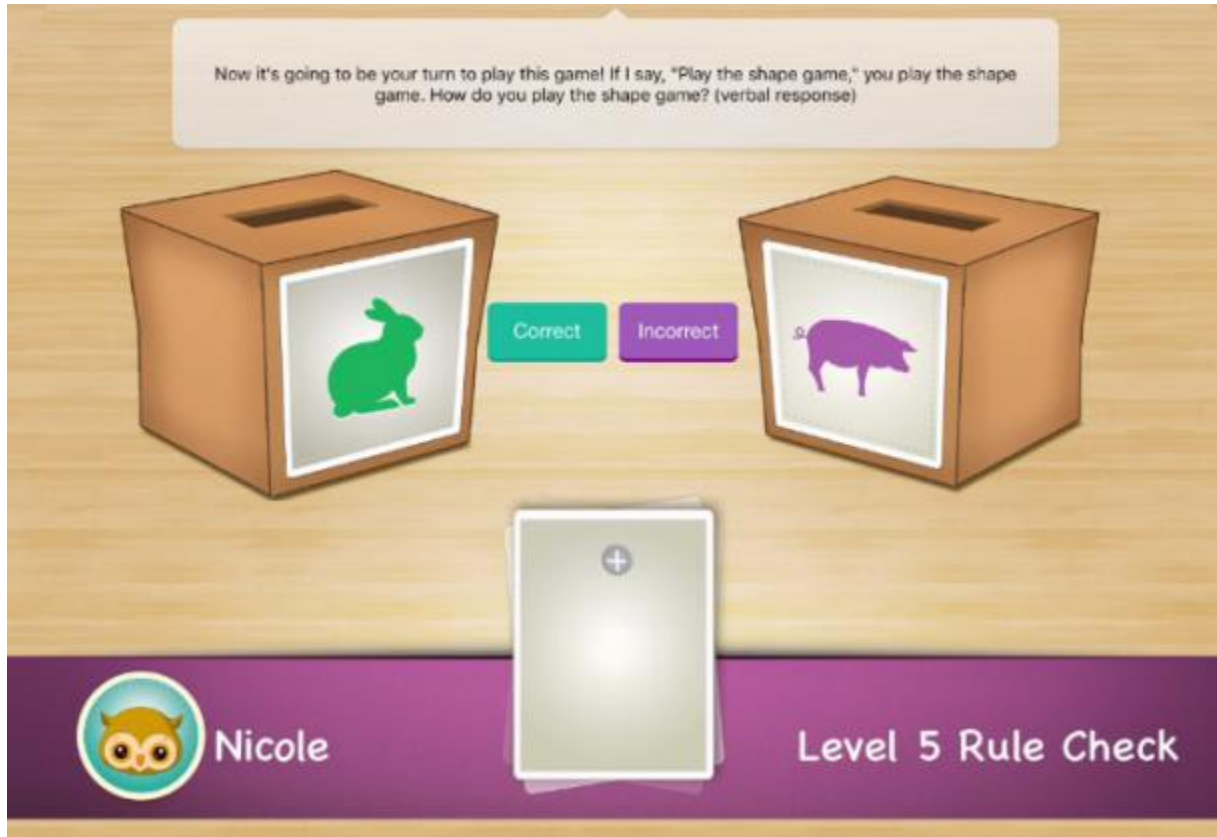 Now it's going to be your turn to play this game! If I say, "Play the shape game," you play the shape
game. How do you play the shape game? (verbal response)
Correct
Incorrect
Nicole
Level 5 Rule Check